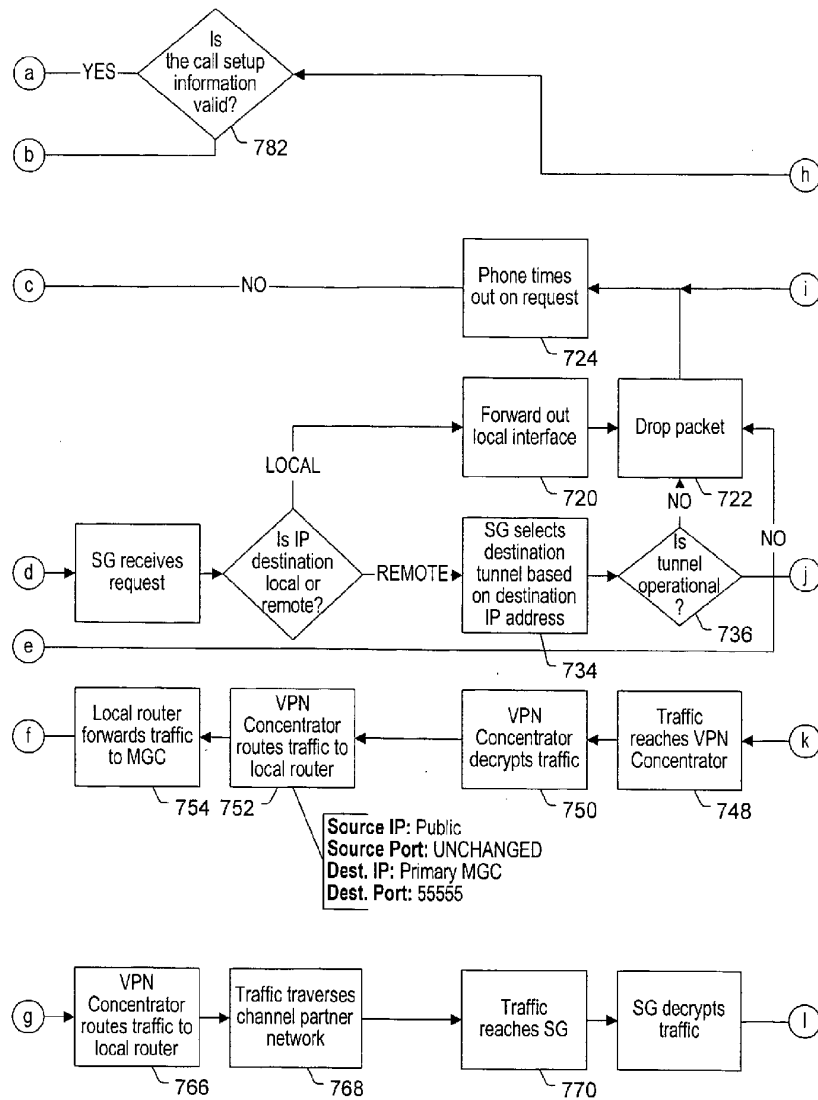 Is
the call setup
information
valid?
a
YES
782
b
h
c
NO
Phone times
out on request
i
724
Forward out
local interface
Drop packet
LOCAL
720
NO
722
d
SG receives
request
Is IP
destination
local or
remote?
REMOTE
SG selects
destination
tunnel based
on destination
IP address
Is
tunnel
operational
?
NO
j
736
e
734
f
Local router
forwards traffic
to MGC
VPN
Concentrator
routes traffic to
local router
VPN
Concentrator
decrypts traffic
Traffic
reaches VPN
Concentrator
k
754
752
750
748
Source IP: Public
Source Port: UNCHANGED
Dest. IP: Primary MGC
Dest. Port: 55555
g
VPN
Concentrator
routes traffic to
local router
Traffic traverses
channel partner
network
Traffic
reaches SG
SG decrypts
traffic
l
766
768
770